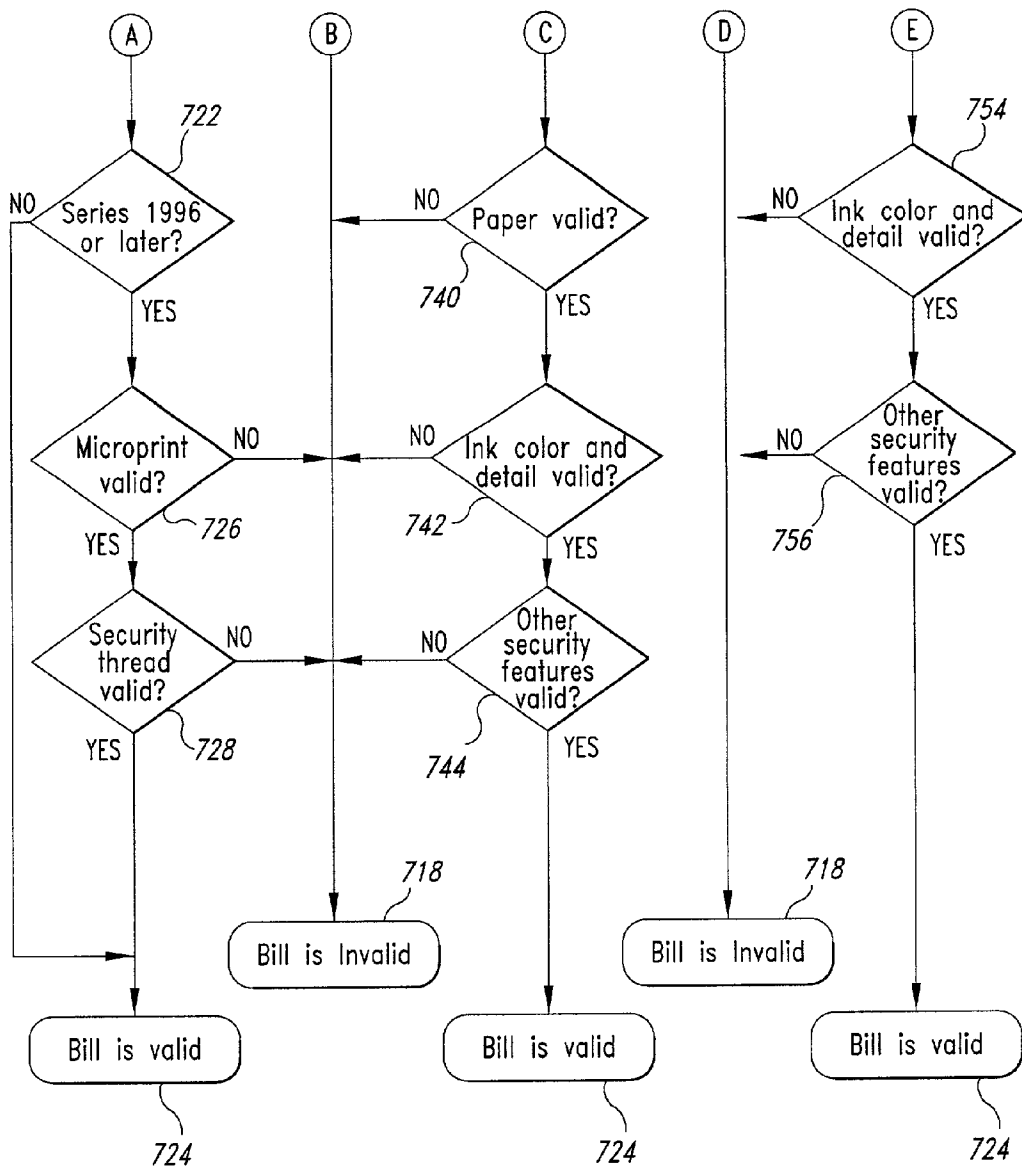 A
B
C
D
E
722
754
NO
Series 1996
or later?
YES
NO
Paper valid?
740
YES
NO
Ink color and
detail valid?
YES
Microprint
valid?
NO
726
YES
NO
Ink color and
detail valid?
742
YES
NO
Other
security
features
valid?
756
YES
Security
thread
valid?
NO
728
YES
NO
Other
security
features
valid?
744
YES
718
Bill is Invalid
718
Bill is Invalid
Bill is valid
724
Bill is valid
724
Bill is valid
724